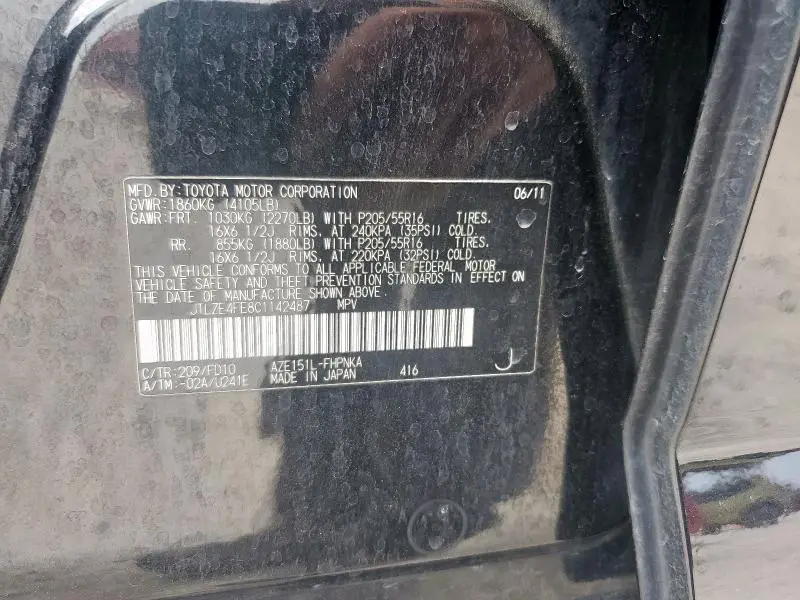 MFD.BY:TOYOTA MOTOR CORPORATION 06/11
GVWR:1860KG (4105LB)
GAWR:FRT. 1030KG (2270LB) WITH P205/55R16 TIRES.
16X6 1/2J RIMS, AT 240KPA (35PSI) COLD.
RR. 855KG (1880LB) WITH P205/55R16 TIRES.
16X6 1/2J RIMS, AT 220KPA (32PSI) COLD.
THIS VEHICLE CONFORMS TO ALL APPLICABLE FEDERAL MOTOR
VEHICLE SAFETY AND THEFT PREVENTION STANDARDS IN EFFECT ON
THE DATE OF MANUFACTURE SHOWN ABOVE.
JTLZE4FE8C1142487 MPV
C/TR:209/FD10 AZE151L-FHPNKA 416 J
A/TM:-02A/U241E MADE IN JAPAN